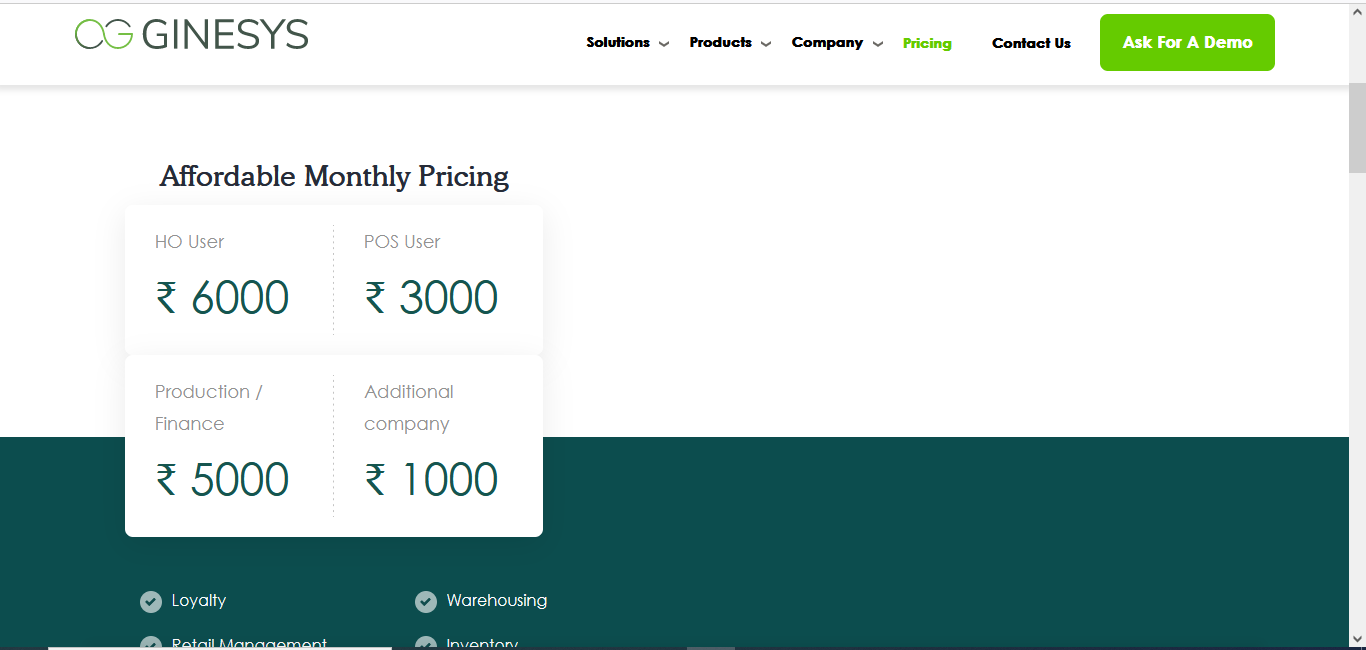 GINESYS
Solutions Products Company Pricing Contact Us Ask For A Demo
Affordable Monthly Pricing
HO User
₹ 6000
POS User
₹ 3000
Production /
Finance
₹ 5000
Additional
company
₹ 1000
Loyalty
Warehousing
Retail Management
Inventory